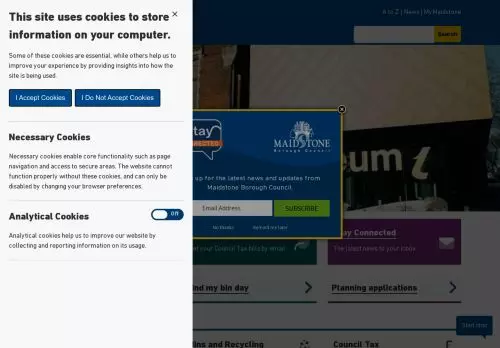 This site uses cookies to store
information on your computer.
Some of these cookies are essential, while others help us to
improve your experience by providing insights into how the
site is being used.
I Accept Cookies
I Do Not Accept Cookies
Necessary Cookies
Necessary cookies enable core functionality such as page
navigation and access to secure areas. The website cannot
function properly without these cookies, and can only be
disabled by changing your browser preferences.
Analytical Cookies
Off
Analytical cookies help us to improve our website by
collecting and reporting information on its usage.
A to Z | News | My Maidstone
Search
MAIDSTONE
Borough Council
up for the latest news and updates from
Maidstone Borough Council
Email Address
SUBSCRIBE
No thanks
Remind me later
Connected
your Council Tax bills by email
The latest news to your inbox
my bin day
Planning applications
and Recycling
Council Tax